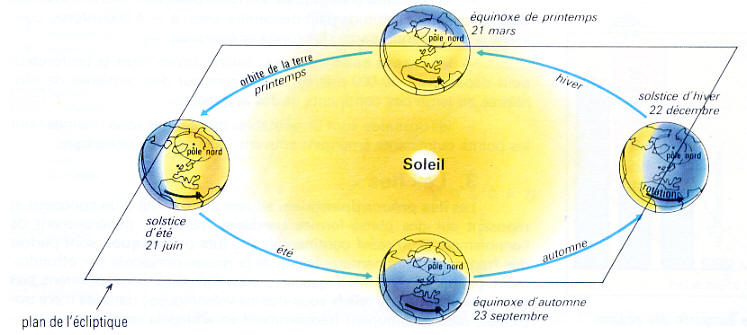 équinoxe de printemps
21 mars
pôle nord
orbite de la terre
printemps
hiver
solstice d'hiver
22 décembre
pôle nord
pôle nord
rotation
Soleil
solstice
d'été
21 juin
été
automne
pôle nord
équinoxe d'automne
23 septembre
plan de l'écliptique